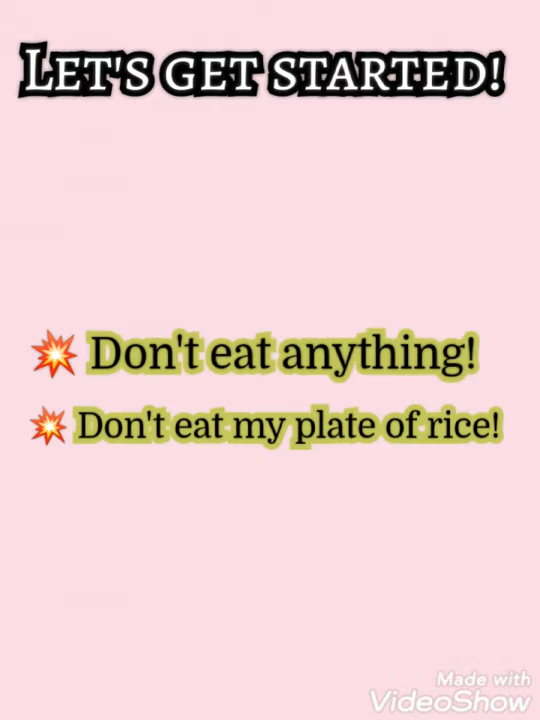 LET'S GET STARTED!
💥 Don't eat anything!
💥 Don't eat my plate of rice!
Made with
VideoShow